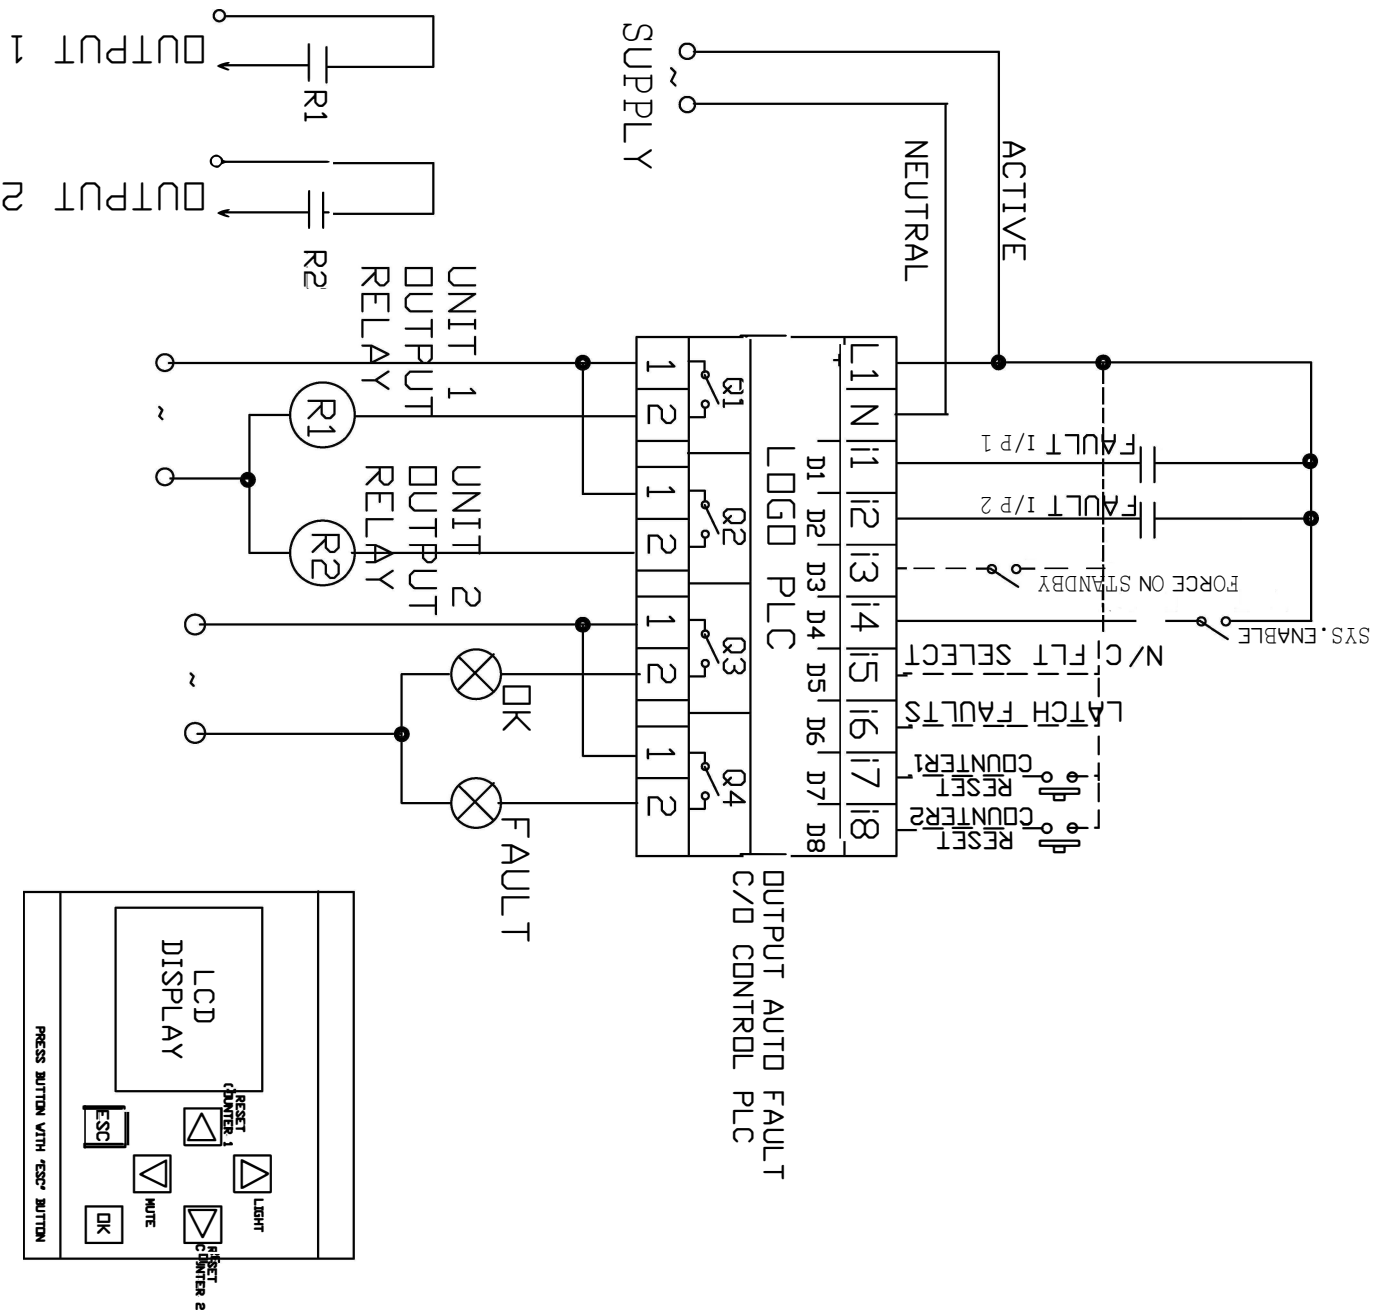 OUTPUT 1
R1
OUTPUT 2
R2
SUPPLY
~
ACTIVE
NEUTRAL
UNIT 1
OUTPUT
RELAY
R1
~
UNIT 2
OUTPUT
RELAY
R2
~
OK
FAULT
1
2
1
2
1
2
1
2
Q1
Q2
Q3
Q4
LOGO PLC
D1
D2
D3
D4
D5
D6
D7
D8
L1
N
i1
i2
i3
i4
i5
i6
i7
i8
FAULT I/P 1
FAULT I/P 2
FORCE ON STANDBY
SYS. ENABLE
N/C FLT SELECT
LATCH FAULTS
COUNTER1
RESET
COUNTER2
RESET
OUTPUT AUTO FAULT
C/O CONTROL PLC
LCD
DISPLAY
RESET
COUNTER 1
ESC
LIGHT
MUTE
OK
RESET
COUNTER 2
PRESS BUTTON WITH "ESC" BUTTON